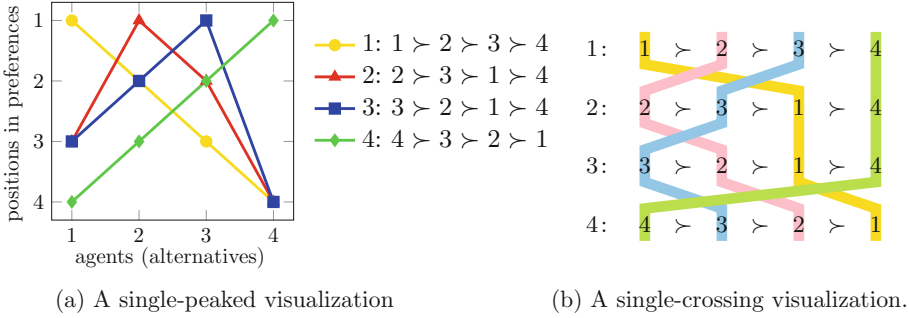 positions in preferences
1
2
3
4
1 2 3 4
agents (alternatives)
1: 1 ≻ 2 ≻ 3 ≻ 4
2: 2 ≻ 3 ≻ 1 ≻ 4
3: 3 ≻ 2 ≻ 1 ≻ 4
4: 4 ≻ 3 ≻ 2 ≻ 1
(a) A single-peaked visualization
1: 1 ≻ 2 ≻ 3 ≻ 4
2: 2 ≻ 3 ≻ 1 ≻ 4
3: 3 ≻ 2 ≻ 1 ≻ 4
4: 4 ≻ 3 ≻ 2 ≻ 1
(b) A single-crossing visualization.